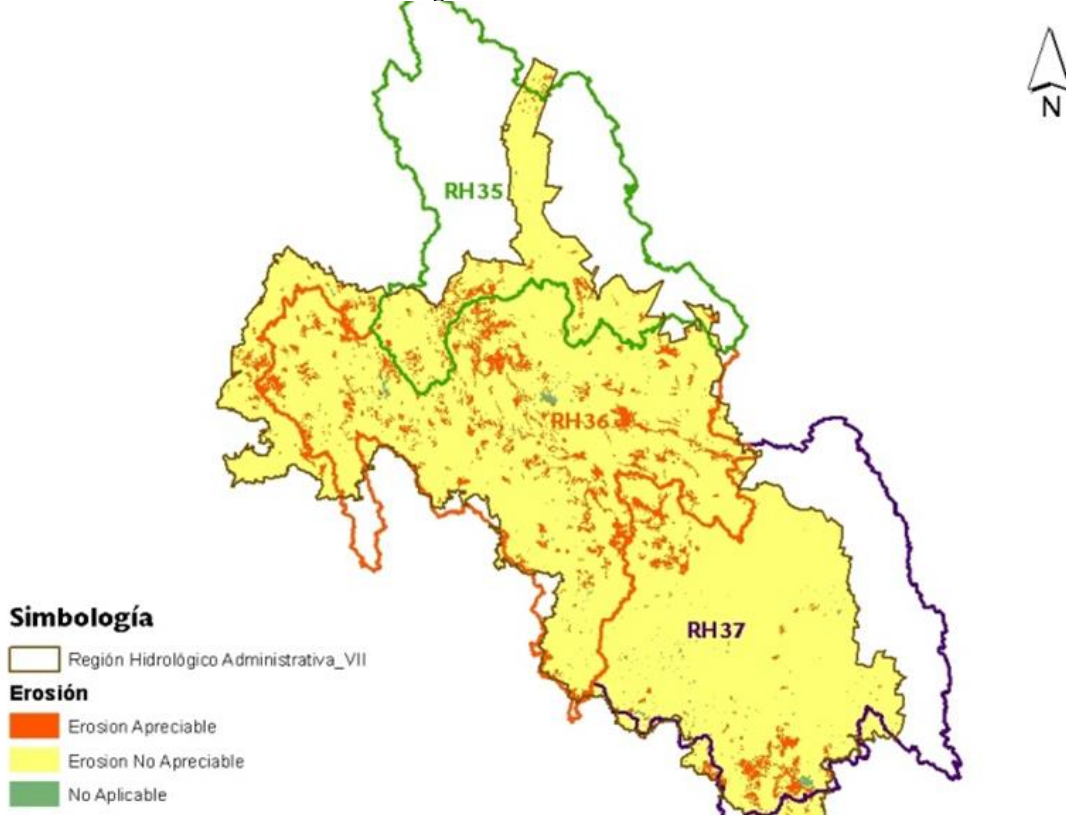 N
RH35
RH36
RH37
Simbología
Región Hidrológico Administrativa_VII
Erosión
Erosion Apreciable
Erosion No Apreciable
No Aplicable